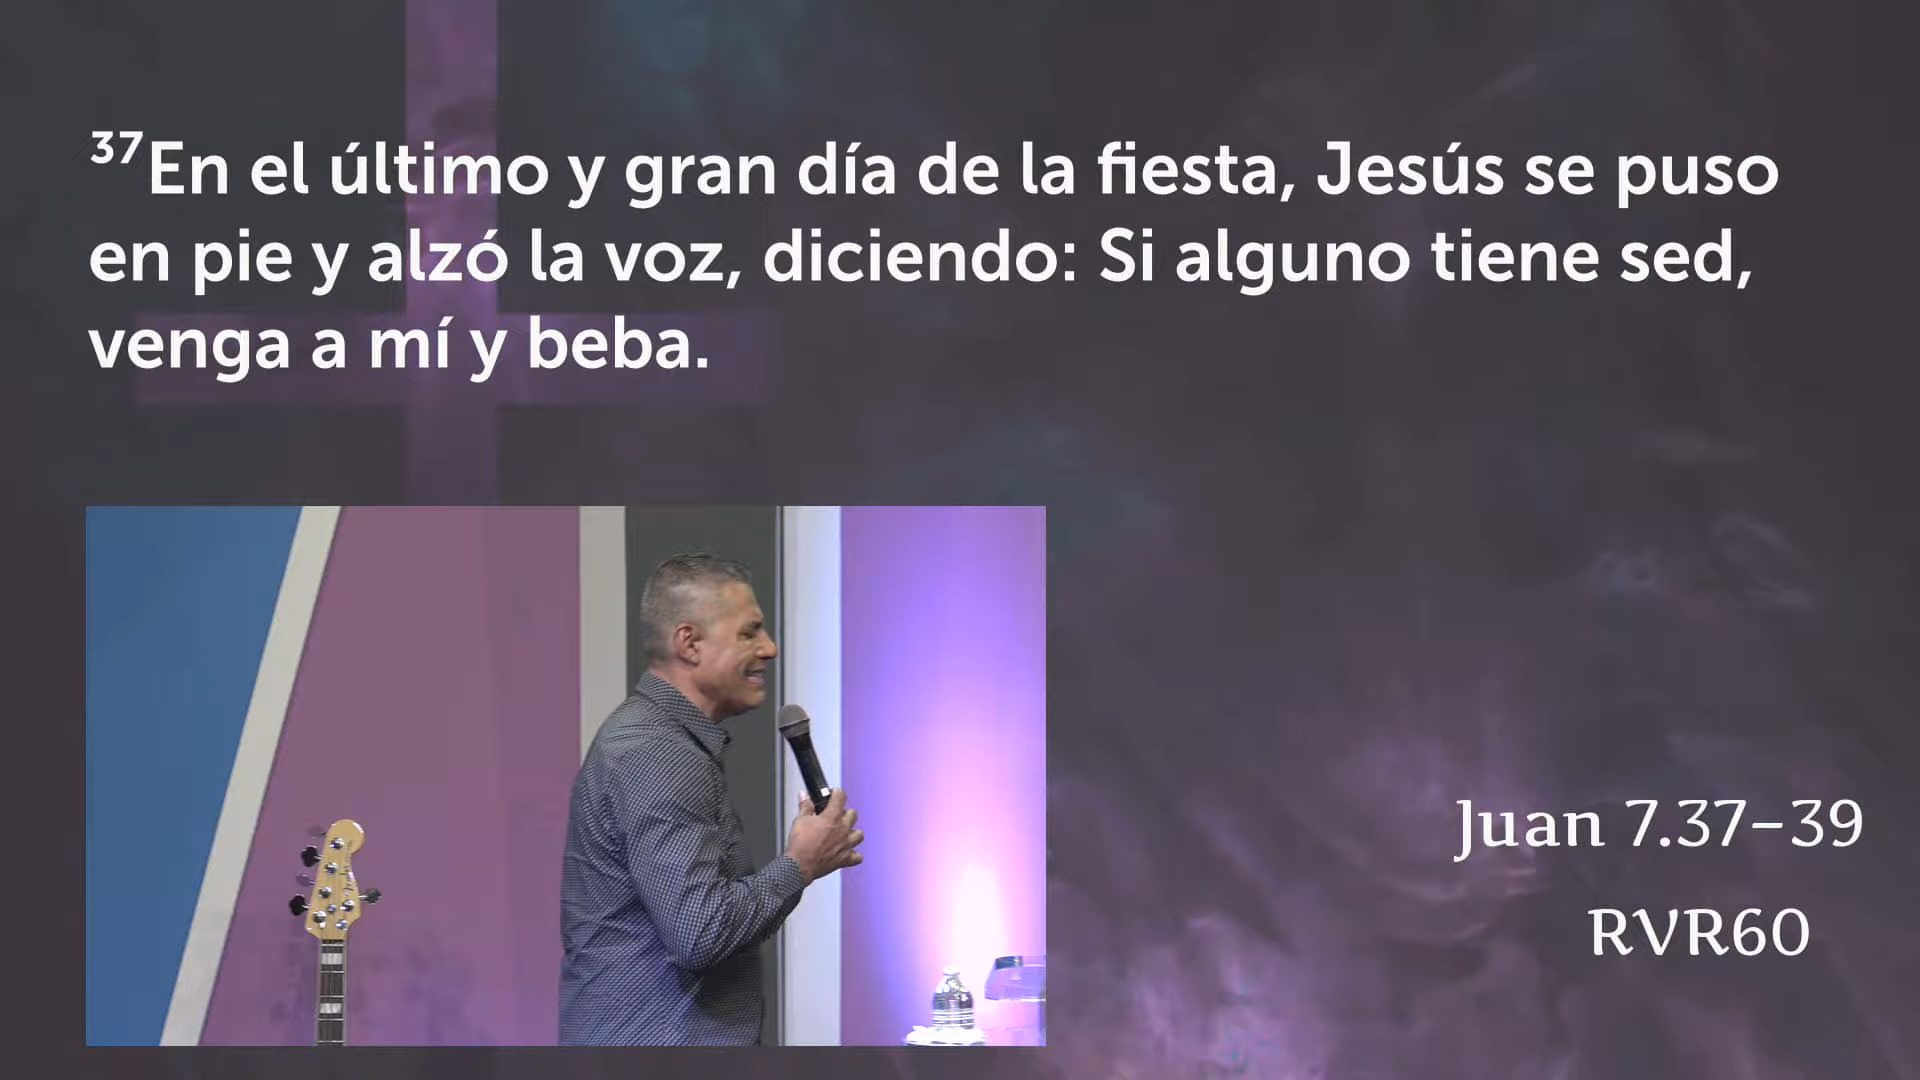 ³⁷En el último y gran día de la fiesta, Jesús se puso
en pie y alzó la voz, diciendo: Si alguno tiene sed,
venga a mí y beba.
Juan 7.37–39
RVR60